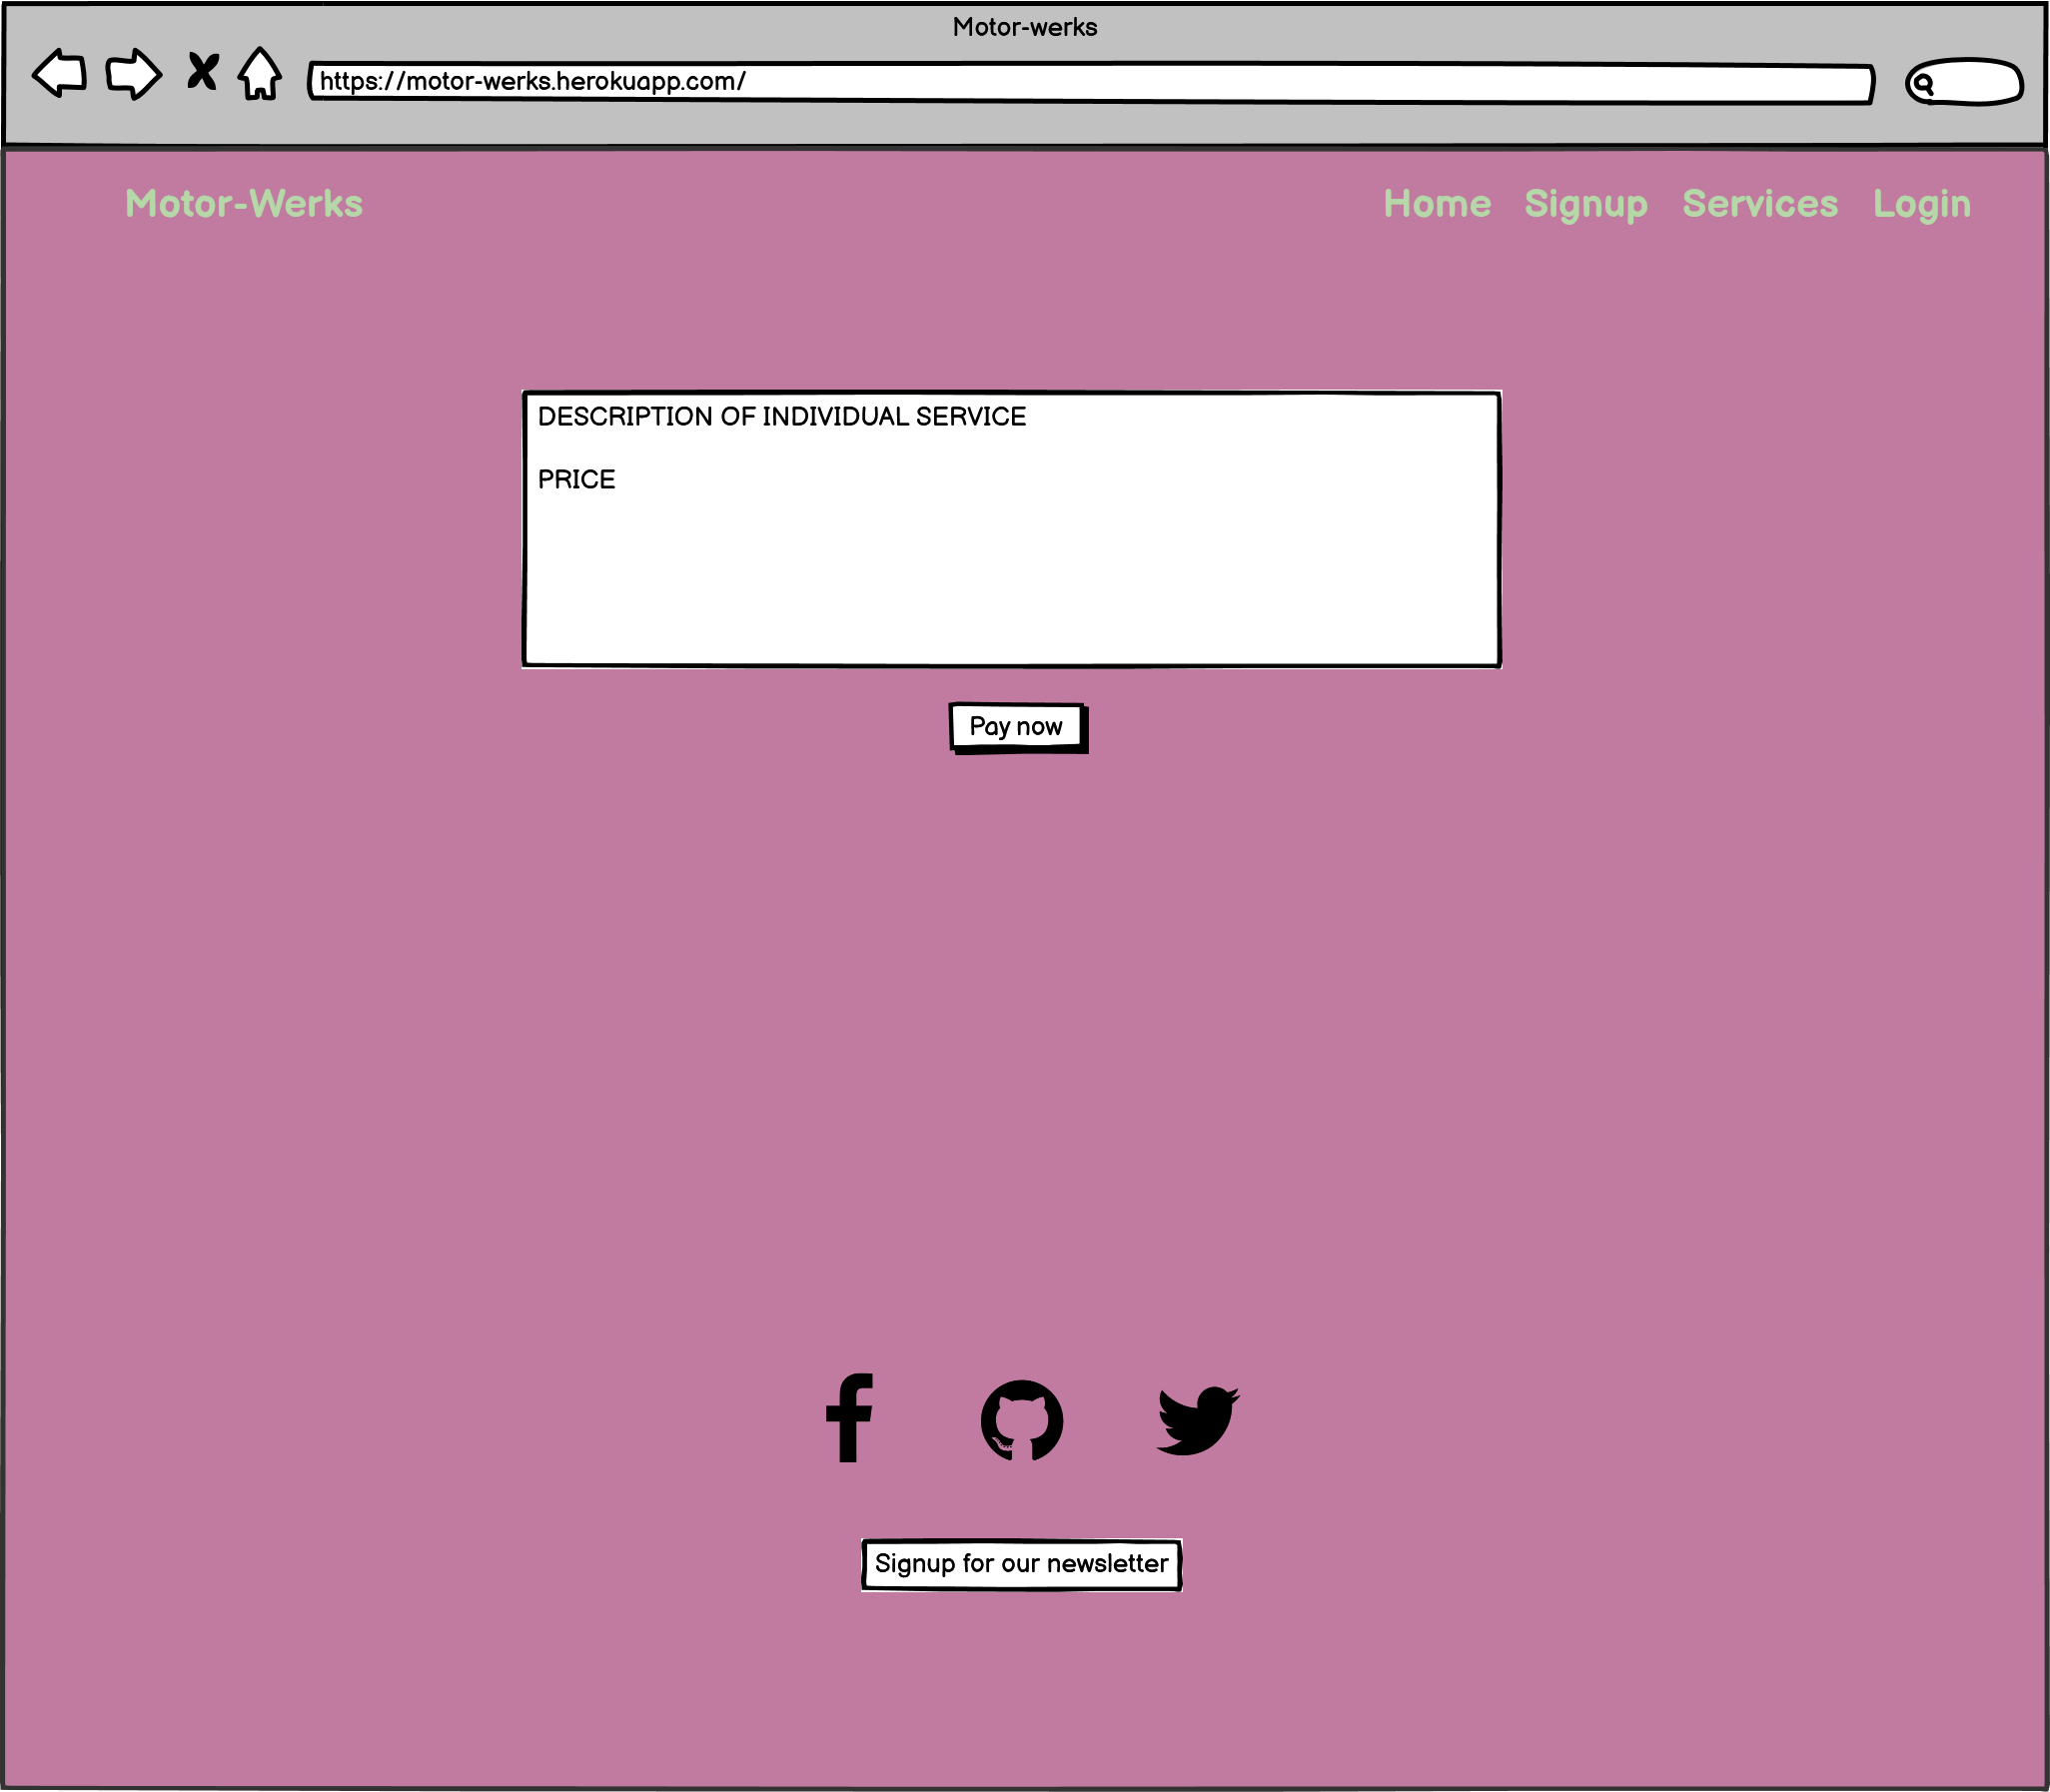 Motor-werks
https://motor-werks.herokuapp.com/
Motor-Werks Home Signup Services Login
DESCRIPTION OF INDIVIDUAL SERVICE
PRICE
Pay now
Signup for our newsletter